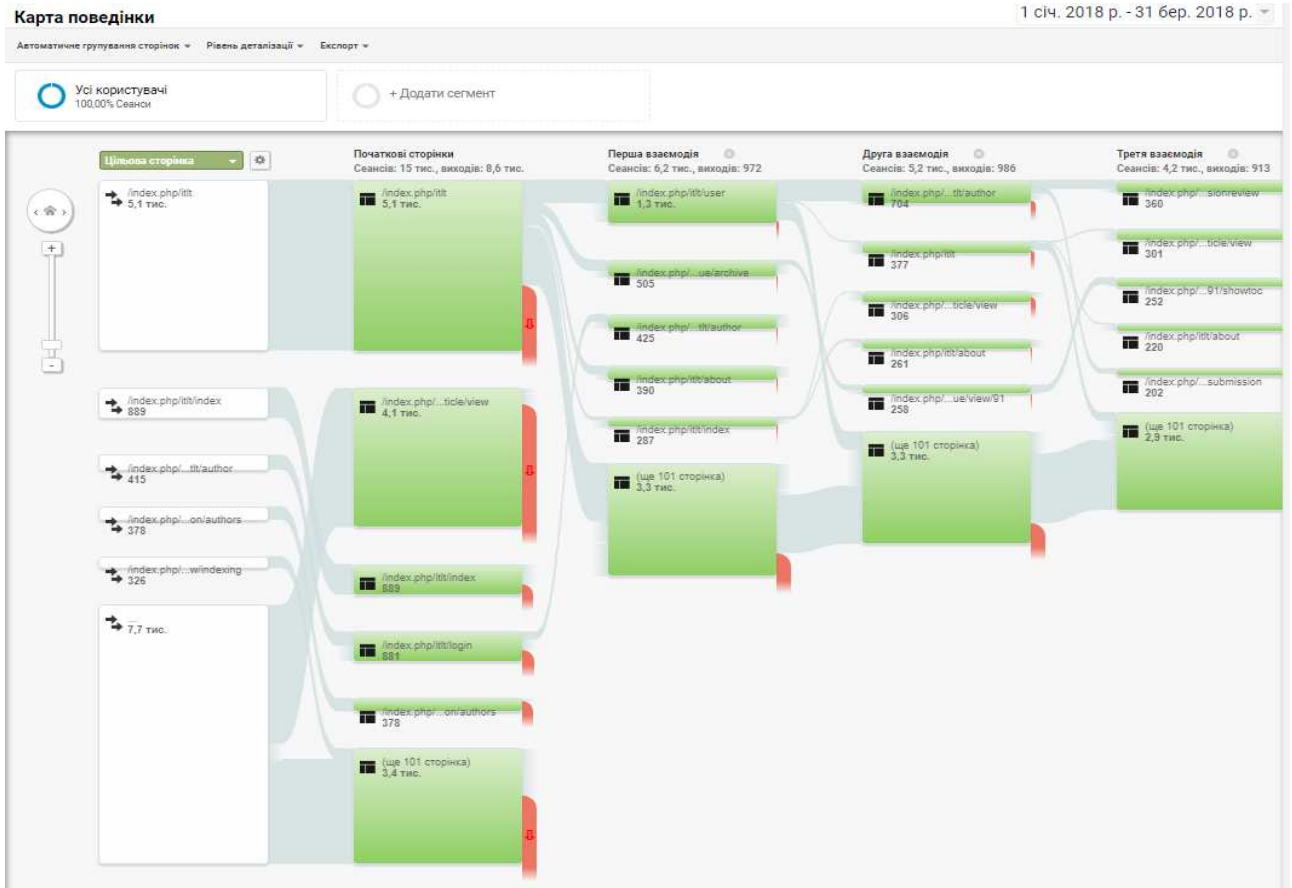 Карта поведінки
1 січ. 2018 р. - 31 бер. 2018 р.
Автоматичне групування сторінок Рівень деталізації Експорт
Усі користувачі
100,00% Сеанси
+ Додати сегмент
Цільова сторінка
/index.php/itlt
5,1 тис.
/index.php/itlt/index
889
/index.php/...tlt/author
415
/index.php/...on/authors
378
/index.php/...w/indexing
326
...
7,7 тис.
Початкові сторінки
Сеансів: 15 тис., виходів: 8,6 тис.
/index.php/itlt
5,1 тис.
/index.php/...ticle/view
4,1 тис.
/index.php/itlt/index
889
/index.php/itlt/login
881
/index.php/...on/authors
378
(ще 101 сторінка)
3,4 тис.
Перша взаємодія
Сеансів: 6,2 тис., виходів: 972
/index.php/itlt/user
1,3 тис.
/index.php/...ue/archive
505
/index.php/...tlt/author
425
/index.php/itlt/about
390
/index.php/itlt/index
287
(ще 101 сторінка)
3,3 тис.
Друга взаємодія
Сеансів: 5,2 тис., виходів: 986
/index.php/...tlt/author
704
/index.php/itlt
377
/index.php/...ticle/view
306
/index.php/itlt/about
261
/index.php/...ue/view/91
258
(ще 101 сторінка)
3,3 тис.
Третя взаємодія
Сеансів: 4,2 тис., виходів: 913
/index.php/...sionreview
360
/index.php/...ticle/view
301
/index.php/...91/showtoc
252
/index.php/itlt/about
220
/index.php/...submission
202
(ще 101 сторінка)
2,9 тис.